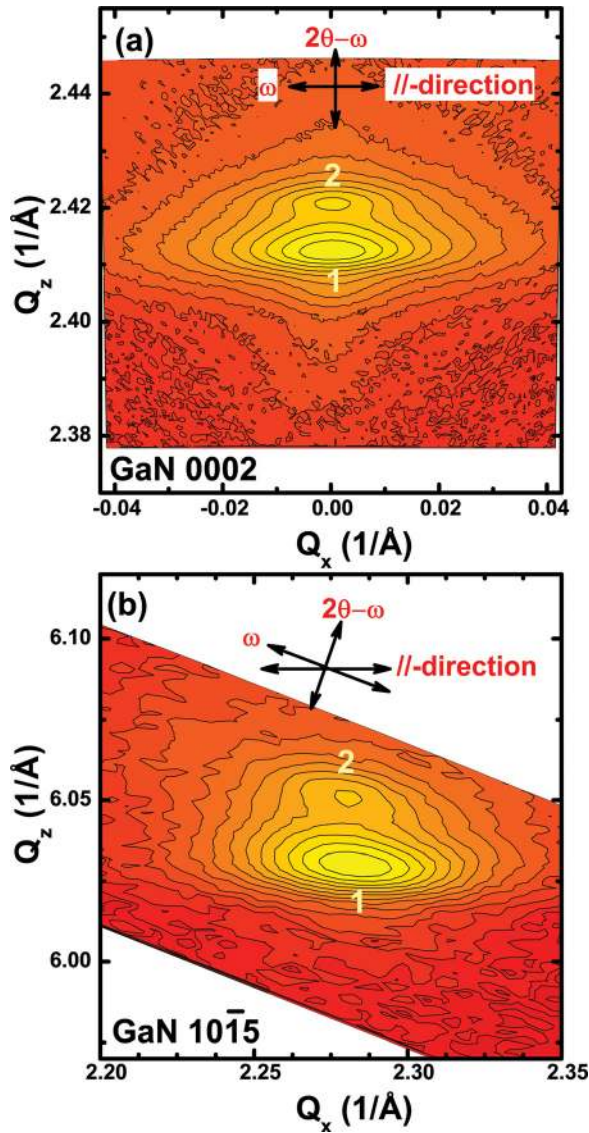 (a)
2θ–ω
ω
//-direction
2.44
2.42
2.40
2.38
2
1
Q_z (1/Å)
GaN 0002
-0.04 -0.02 0.00 0.02 0.04
Q_x (1/Å)
(b)
2θ–ω
ω
//-direction
6.10
6.05
6.00
2
1
Q_z (1/Å)
GaN 101̅5
2.20 2.25 2.30 2.35
Q_x (1/Å)